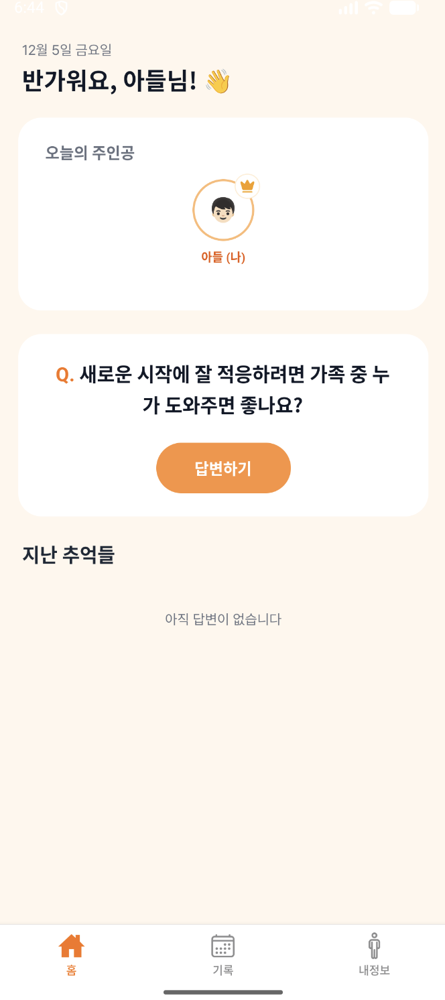 6:44
12월 5일 금요일
반가워요, 아들님! 👋
오늘의 주인공
아들 (나)
Q. 새로운 시작에 잘 적응하려면 가족 중 누
가 도와주면 좋나요?
답변하기
지난 추억들
아직 답변이 없습니다
홈 기록 내정보